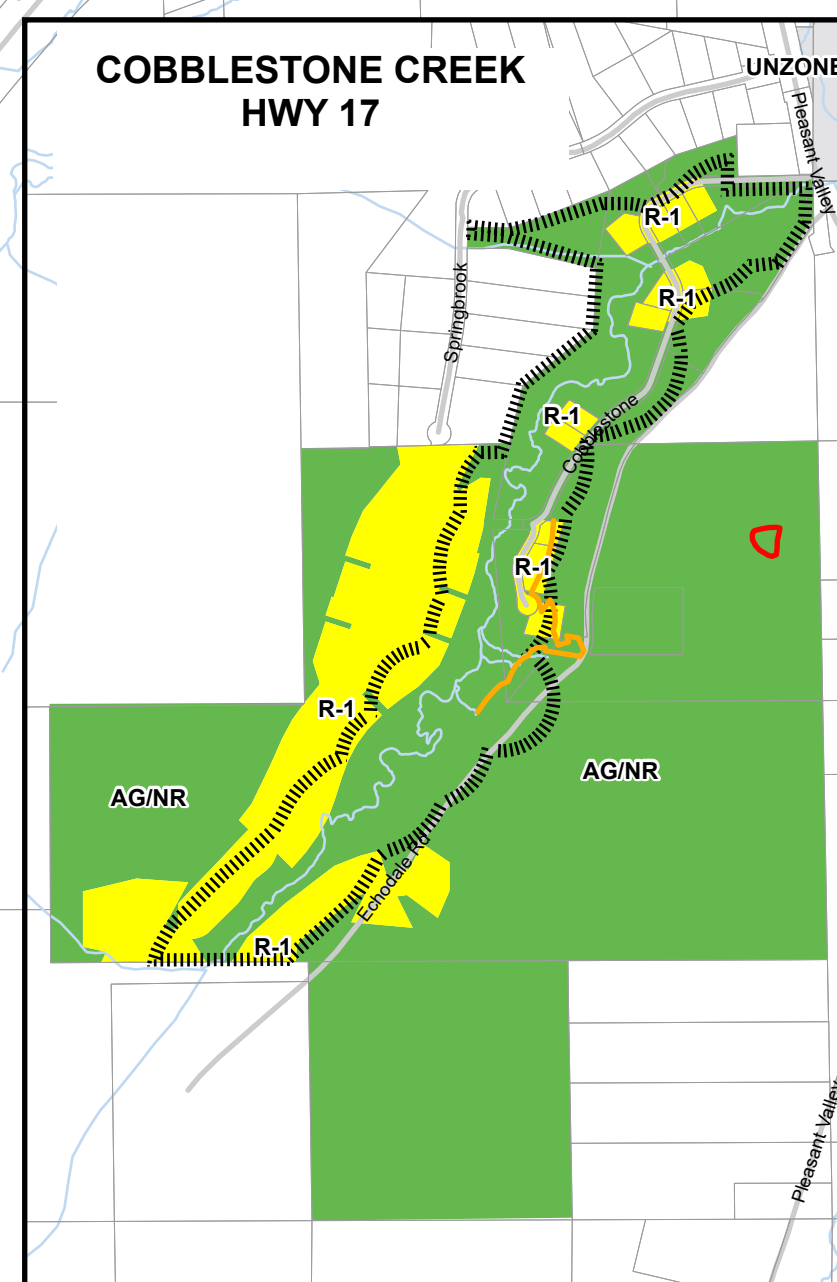 COBBLESTONE CREEK
HWY 17
UNZONE
Pleasant Valley
R-1
Springbrook
R-1
R-1
Cobblestone
R-1
R-1
AG/NR
AG/NR
Echodale Rd
R-1
Pleasant Valley